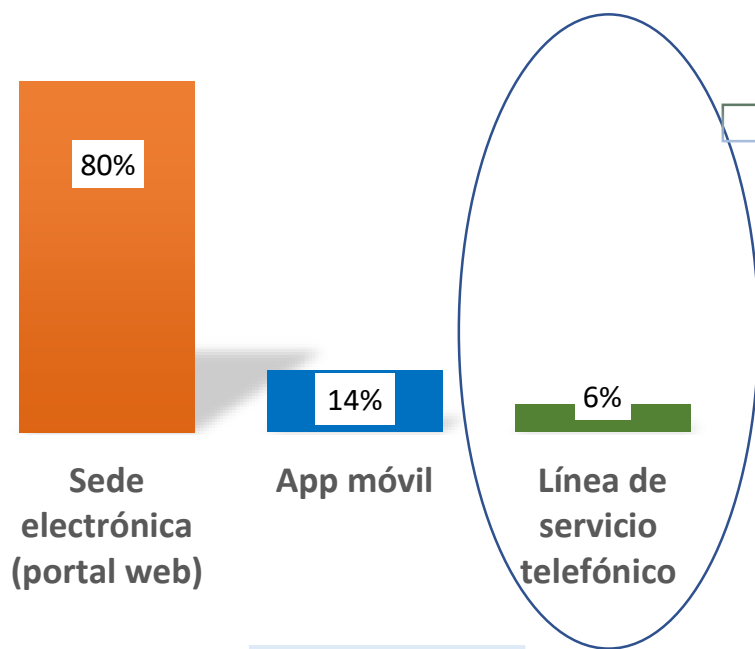 80%
14%
6%
Sede
electrónica
(portal web)
App móvil
Línea de
servicio
telefónico